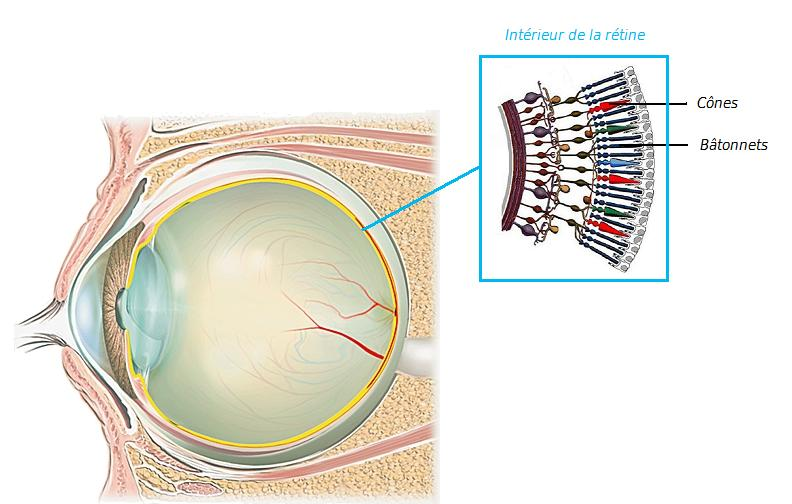 Intérieur de la rétine
Cônes
Bâtonnets